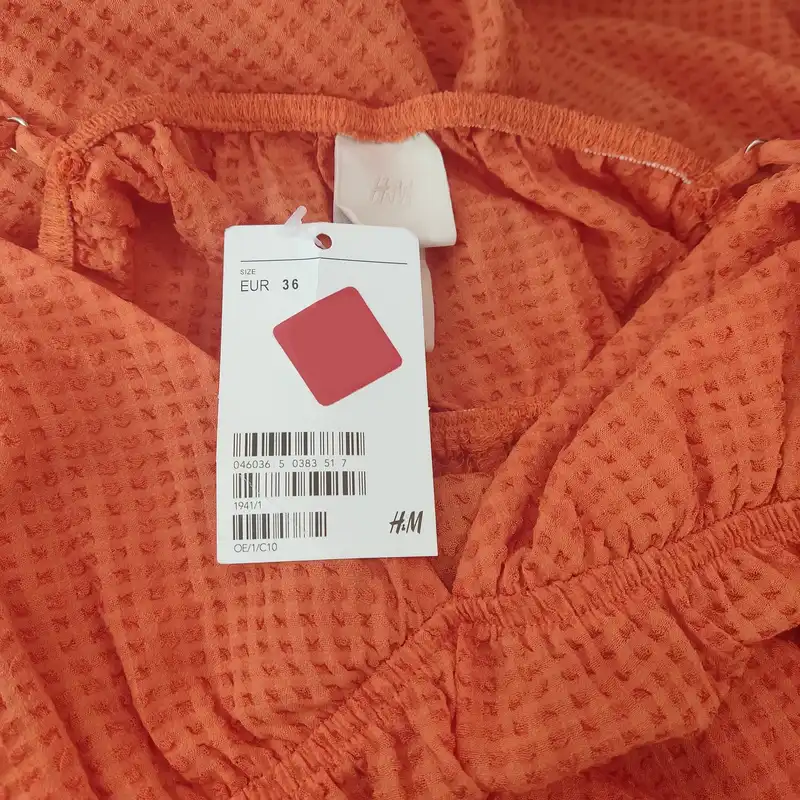 H&M
SIZE
EUR 36
046036 5 0383 51 7
1941/1
H&M
OE/1/C10